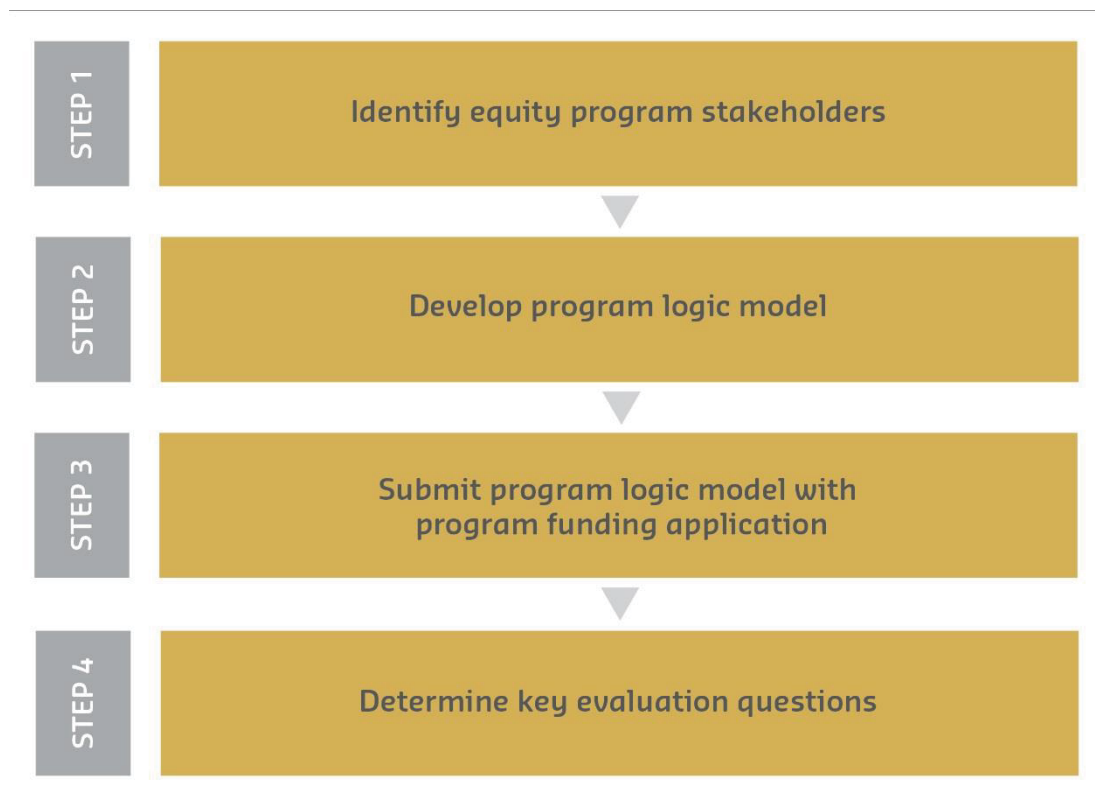 STEP 1
Identify equity program stakeholders
STEP 2
Develop program logic model
STEP 3
Submit program logic model with
program funding application
STEP 4
Determine key evaluation questions